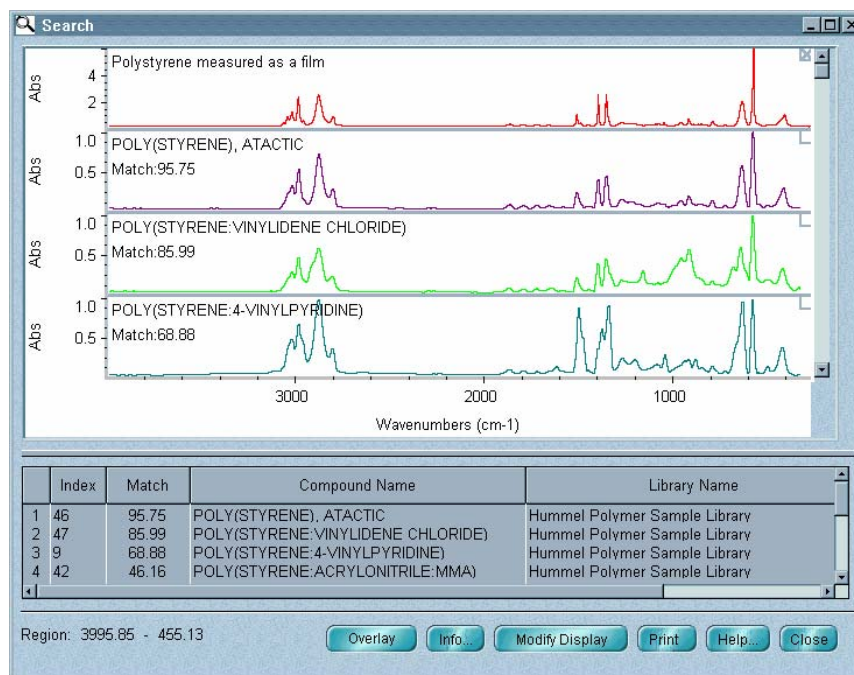 Search
Polystyrene measured as a film
Abs
4
2
POLY(STYRENE), ATACTIC
Match:95.75
Abs
1.0
0.5
POLY(STYRENE:VINYLIDENE CHLORIDE)
Match:85.99
Abs
1.0
0.5
POLY(STYRENE:4-VINYLPYRIDINE)
Match:68.88
Abs
1.0
0.5
3000 2000 1000
Wavenumbers (cm-1)
Index Match Compound Name Library Name
1 46 95.75 POLY(STYRENE), ATACTIC Hummel Polymer Sample Library
2 47 85.99 POLY(STYRENE:VINYLIDENE CHLORIDE) Hummel Polymer Sample Library
3 9 68.88 POLY(STYRENE:4-VINYLPYRIDINE) Hummel Polymer Sample Library
4 42 46.16 POLY(STYRENE:ACRYLONITRILE:MMA) Hummel Polymer Sample Library
Region: 3995.85 - 455.13
Overlay Info... Modify Display Print Help... Close